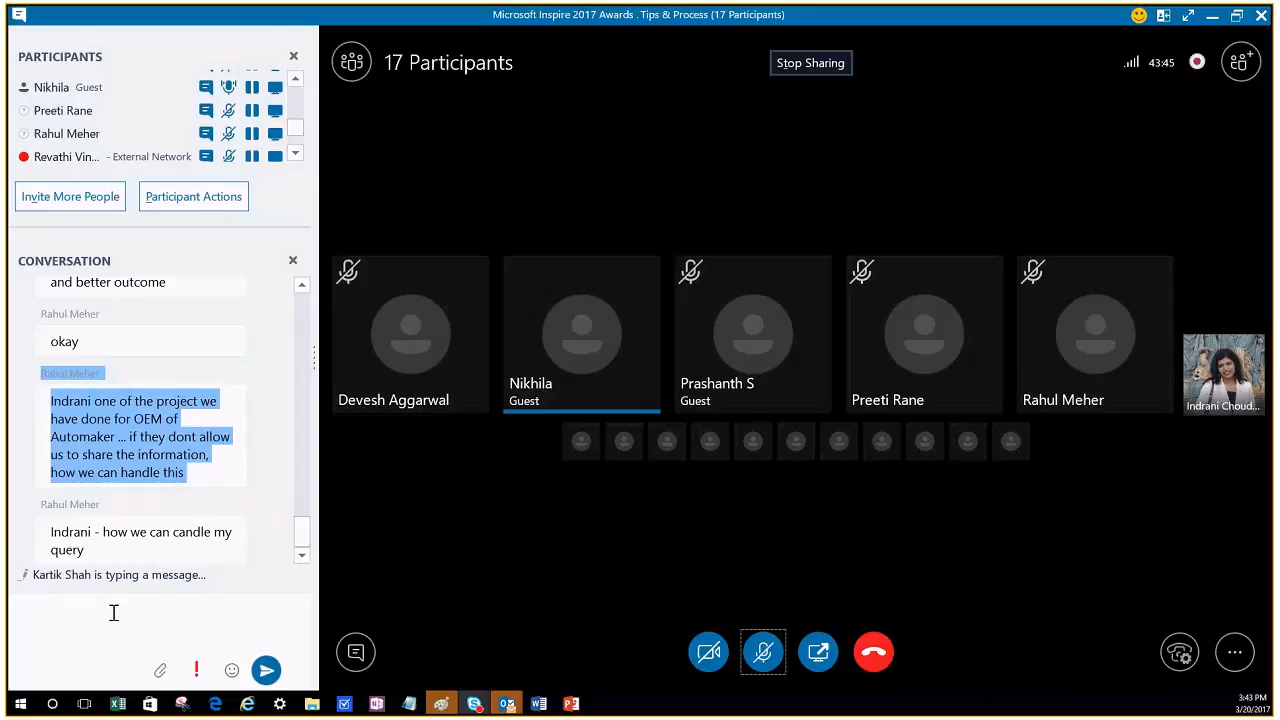 Microsoft Inspire 2017 Awards . Tips & Process (17 Participants)
PARTICIPANTS
Nikhila Guest
Preeti Rane
Rahul Meher
Revathi Vin... - External Network
Invite More People
Participant Actions
CONVERSATION
and better outcome
Rahul Meher
okay
Rahul Meher
Indrani one of the project we
have done for OEM of
Automaker ... if they dont allow
us to share the information,
how we can handle this
Rahul Meher
Indrani - how we can candle my
query
Kartik Shah is typing a message...
17 Participants
Stop Sharing
43:45
Devesh Aggarwal
Nikhila
Guest
Prashanth S
Guest
Preeti Rane
Rahul Meher
Indrani Choud...
3:43 PM
3/20/2017